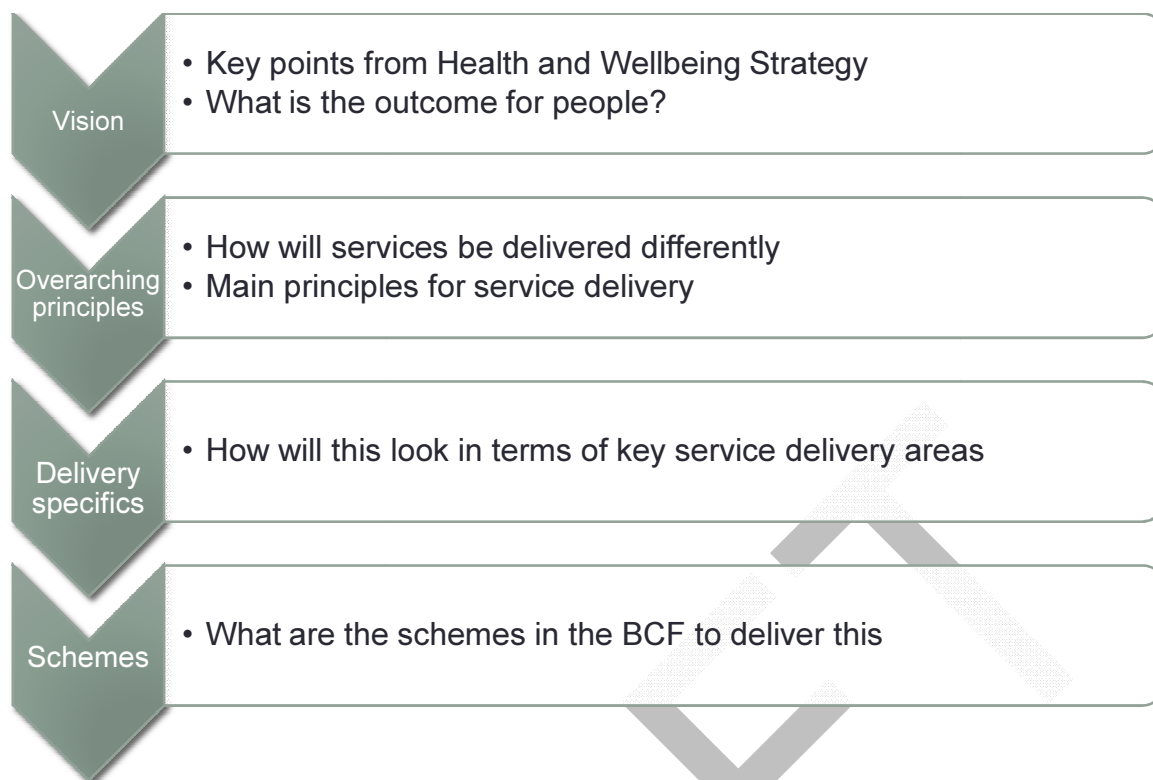 Vision
• Key points from Health and Wellbeing Strategy
• What is the outcome for people?
Overarching
principles
• How will services be delivered differently
• Main principles for service delivery
Delivery
specifics
• How will this look in terms of key service delivery areas
Schemes
• What are the schemes in the BCF to deliver this